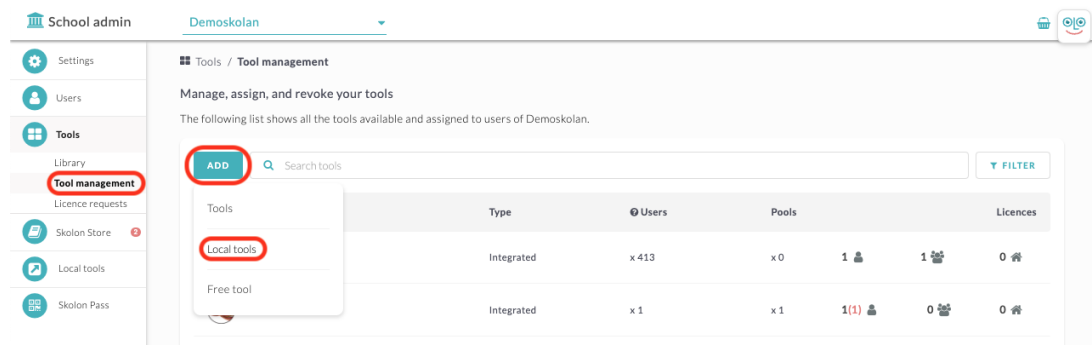 School admin
Demoskolan
Settings
Users
Tools
Library
Tool management
Licence requests
Skolon Store 2
Local tools
Skolon Pass
Tools / Tool management
Manage, assign, and revoke your tools
The following list shows all the tools available and assigned to users of Demoskolan.
ADD Search tools FILTER
Tools
Local tools
Free tool
Type Users Pools Licences
Integrated x 413 x 0 1 1 0
Integrated x 1 x 1 1(1) 0 0